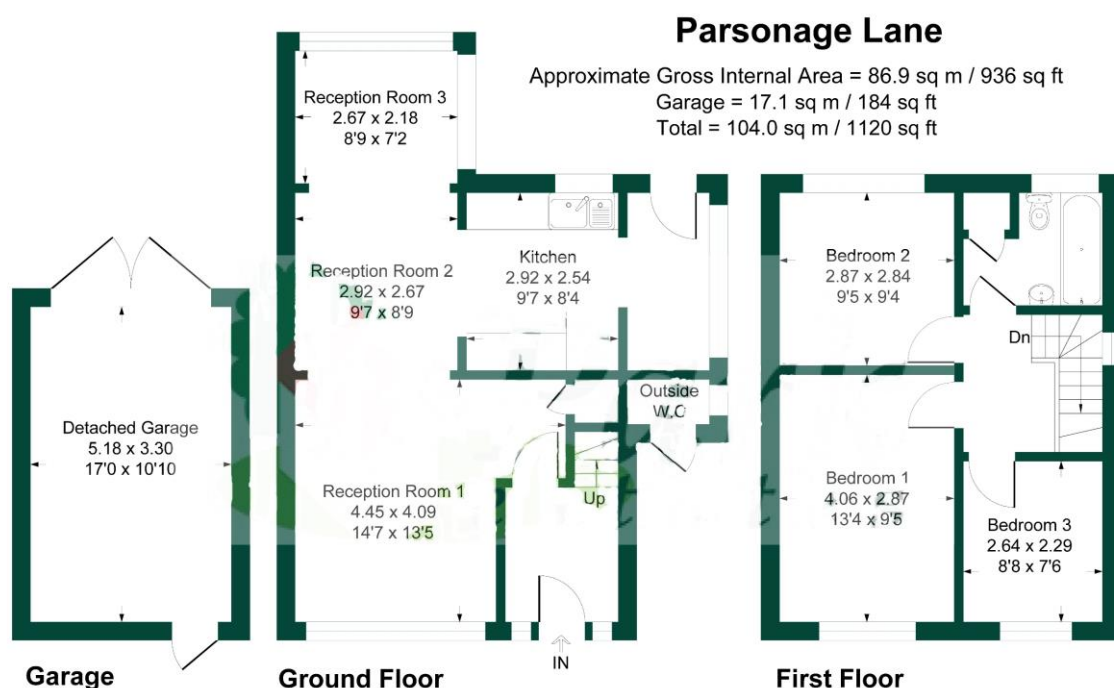 Parsonage Lane
Approximate Gross Internal Area = 86.9 sq m / 936 sq ft
Garage = 17.1 sq m / 184 sq ft
Total = 104.0 sq m / 1120 sq ft
Reception Room 3
2.67 x 2.18
8'9 x 7'2
Reception Room 2
2.92 x 2.67
9'7 x 8'9
Kitchen
2.92 x 2.54
9'7 x 8'4
Outside
W.C
Reception Room 1
4.45 x 4.09
14'7 x 13'5
Up
IN
Detached Garage
5.18 x 3.30
17'0 x 10'10
Bedroom 2
2.87 x 2.84
9'5 x 9'4
Dn
Bedroom 1
4.06 x 2.87
13'4 x 9'5
Bedroom 3
2.64 x 2.29
8'8 x 7'6
Garage
Ground Floor
First Floor